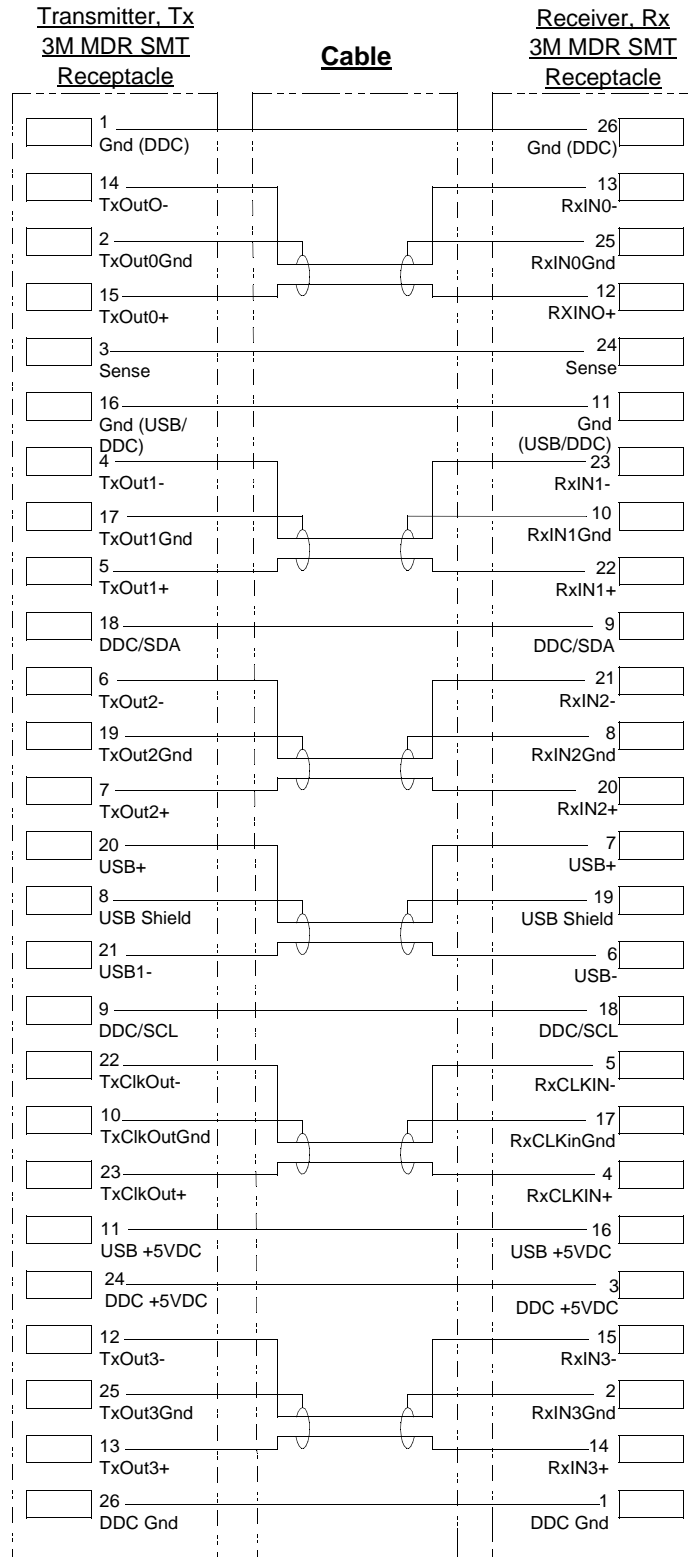 Transmitter, Tx
3M MDR SMT
Receptacle
Cable
Receiver, Rx
3M MDR SMT
Receptacle
1
Gnd (DDC)
26
Gnd (DDC)
14
TxOutO-
13
RxIN0-
2
TxOut0Gnd
25
RxIN0Gnd
15
TxOut0+
12
RXINO+
3
Sense
24
Sense
16
Gnd (USB/
DDC)
11
Gnd
(USB/DDC)
4
TxOut1-
23
RxIN1-
17
TxOut1Gnd
10
RxIN1Gnd
5
TxOut1+
22
RxIN1+
18
DDC/SDA
9
DDC/SDA
6
TxOut2-
21
RxIN2-
19
TxOut2Gnd
8
RxIN2Gnd
7
TxOut2+
20
RxIN2+
20
USB+
7
USB+
8
USB Shield
19
USB Shield
21
USB1-
6
USB-
9
DDC/SCL
18
DDC/SCL
22
TxClkOut-
5
RxCLKIN-
10
TxClkOutGnd
17
RxCLKinGnd
23
TxClkOut+
4
RxCLKIN+
11
USB +5VDC
16
USB +5VDC
24
DDC +5VDC
3
DDC +5VDC
12
TxOut3-
15
RxIN3-
25
TxOut3Gnd
2
RxIN3Gnd
13
TxOut3+
14
RxIN3+
26
DDC Gnd
1
DDC Gnd